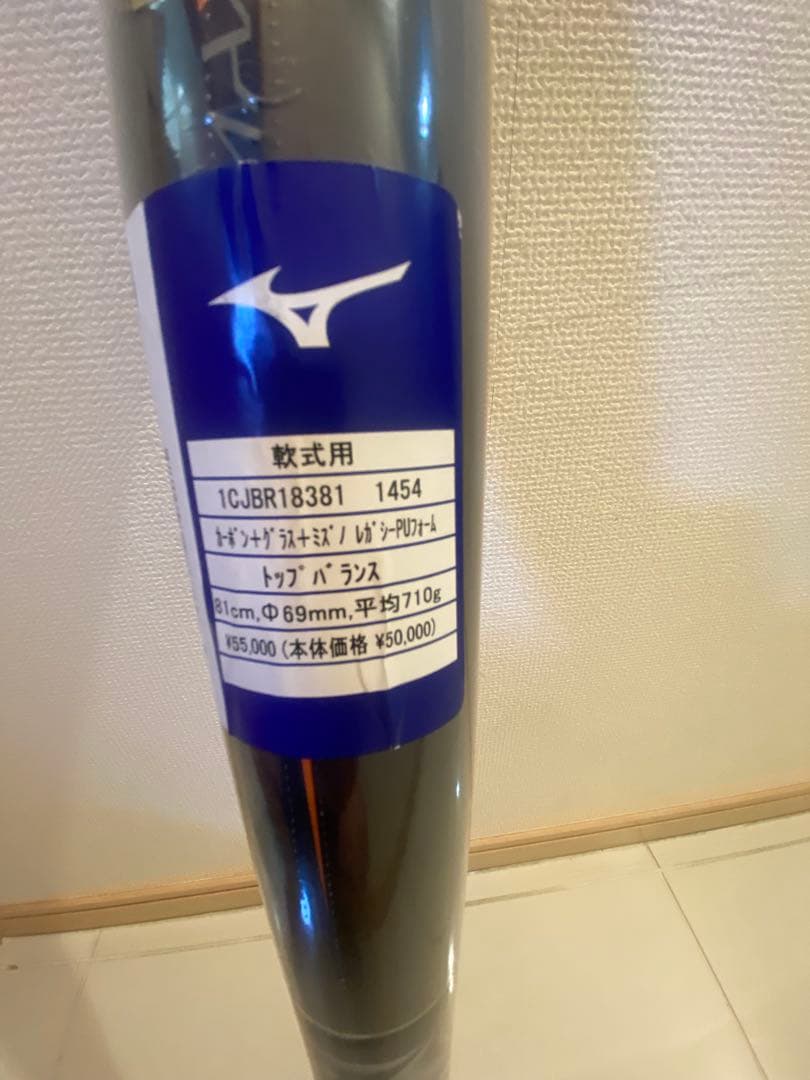 軟式用
1CJBR18381 1454
ｶｰﾎﾞﾝ+ｸﾞﾗｽ+ﾐｽﾞﾉ ﾚｶﾞｼｰPUﾌｫｰﾑ
ﾄｯﾌﾟﾊﾞﾗﾝｽ
81cm,Φ69mm,平均710g
¥55,000 (本体価格 ¥50,000)